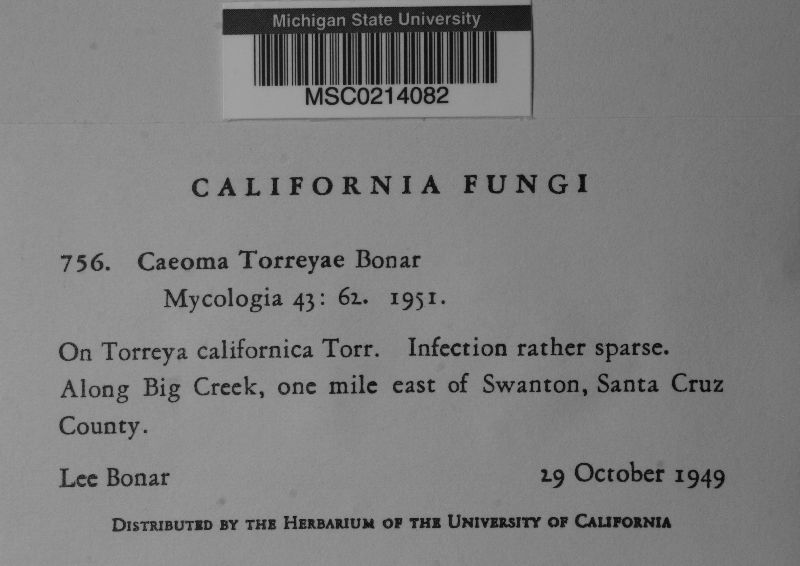 Michigan State University
MSC0214082
CALIFORNIA FUNGI
756. Caeoma Torreyae Bonar
Mycologia 43: 62. 1951.
On Torreya californica Torr. Infection rather sparse.
Along Big Creek, one mile east of Swanton, Santa Cruz
County.
Lee Bonar 29 October 1949
DISTRIBUTED BY THE HERBARIUM OF THE UNIVERSITY OF CALIFORNIA